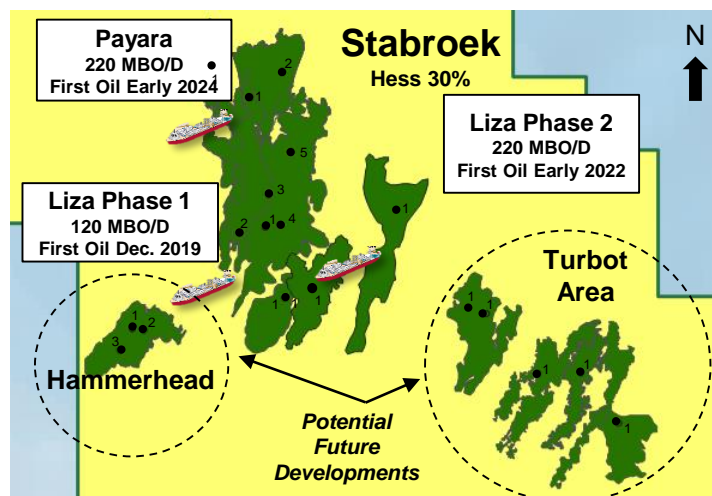 Payara
220 MBO/D
First Oil Early 2024
1
Stabroek
Hess 30%
N
2
1
Liza Phase 2
220 MBO/D
First Oil Early 2022
5
3
1
Liza Phase 1
120 MBO/D
First Oil Dec. 2019
2
1
4
Turbot
Area
1
1
1
1
1
2
3
Hammerhead
1
1
1
Potential
Future
Developments